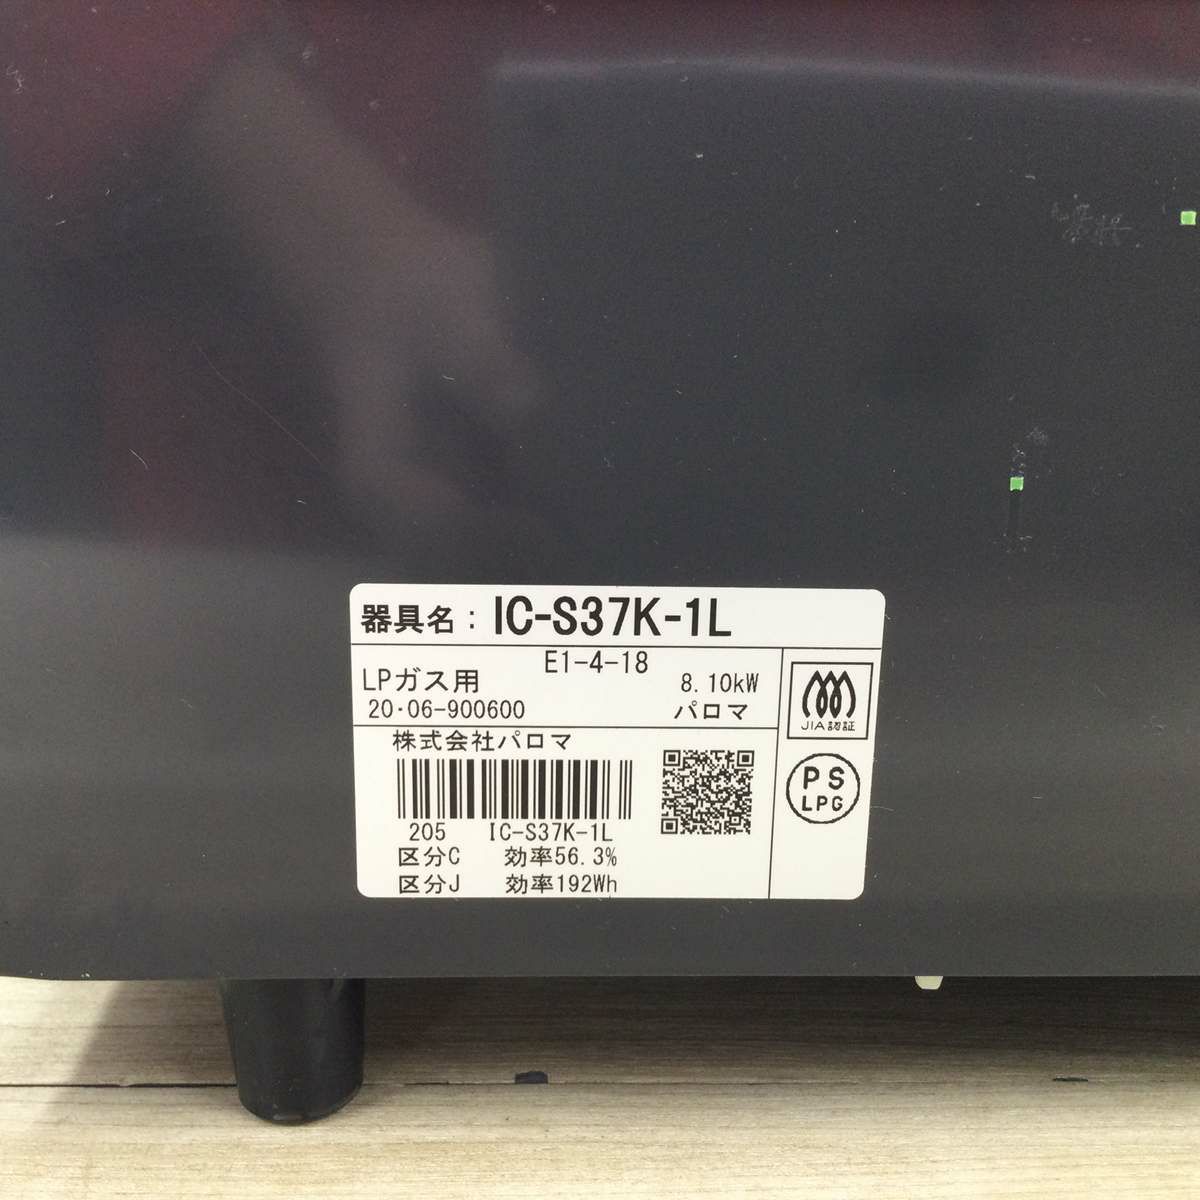 器具名：IC-S37K-1L
E1-4-18
LPガス用 8.10kW
20・06-900600 パロマ
JIA認証
株式会社パロマ
PS
LPG
205 IC-S37K-1L
区分C 効率56.3%
区分J 効率192Wh